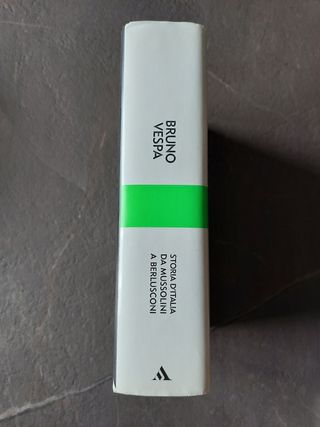 BRUNO
VESPA
STORIA D'ITALIA
DA MUSSOLINI
A BERLUSCONI